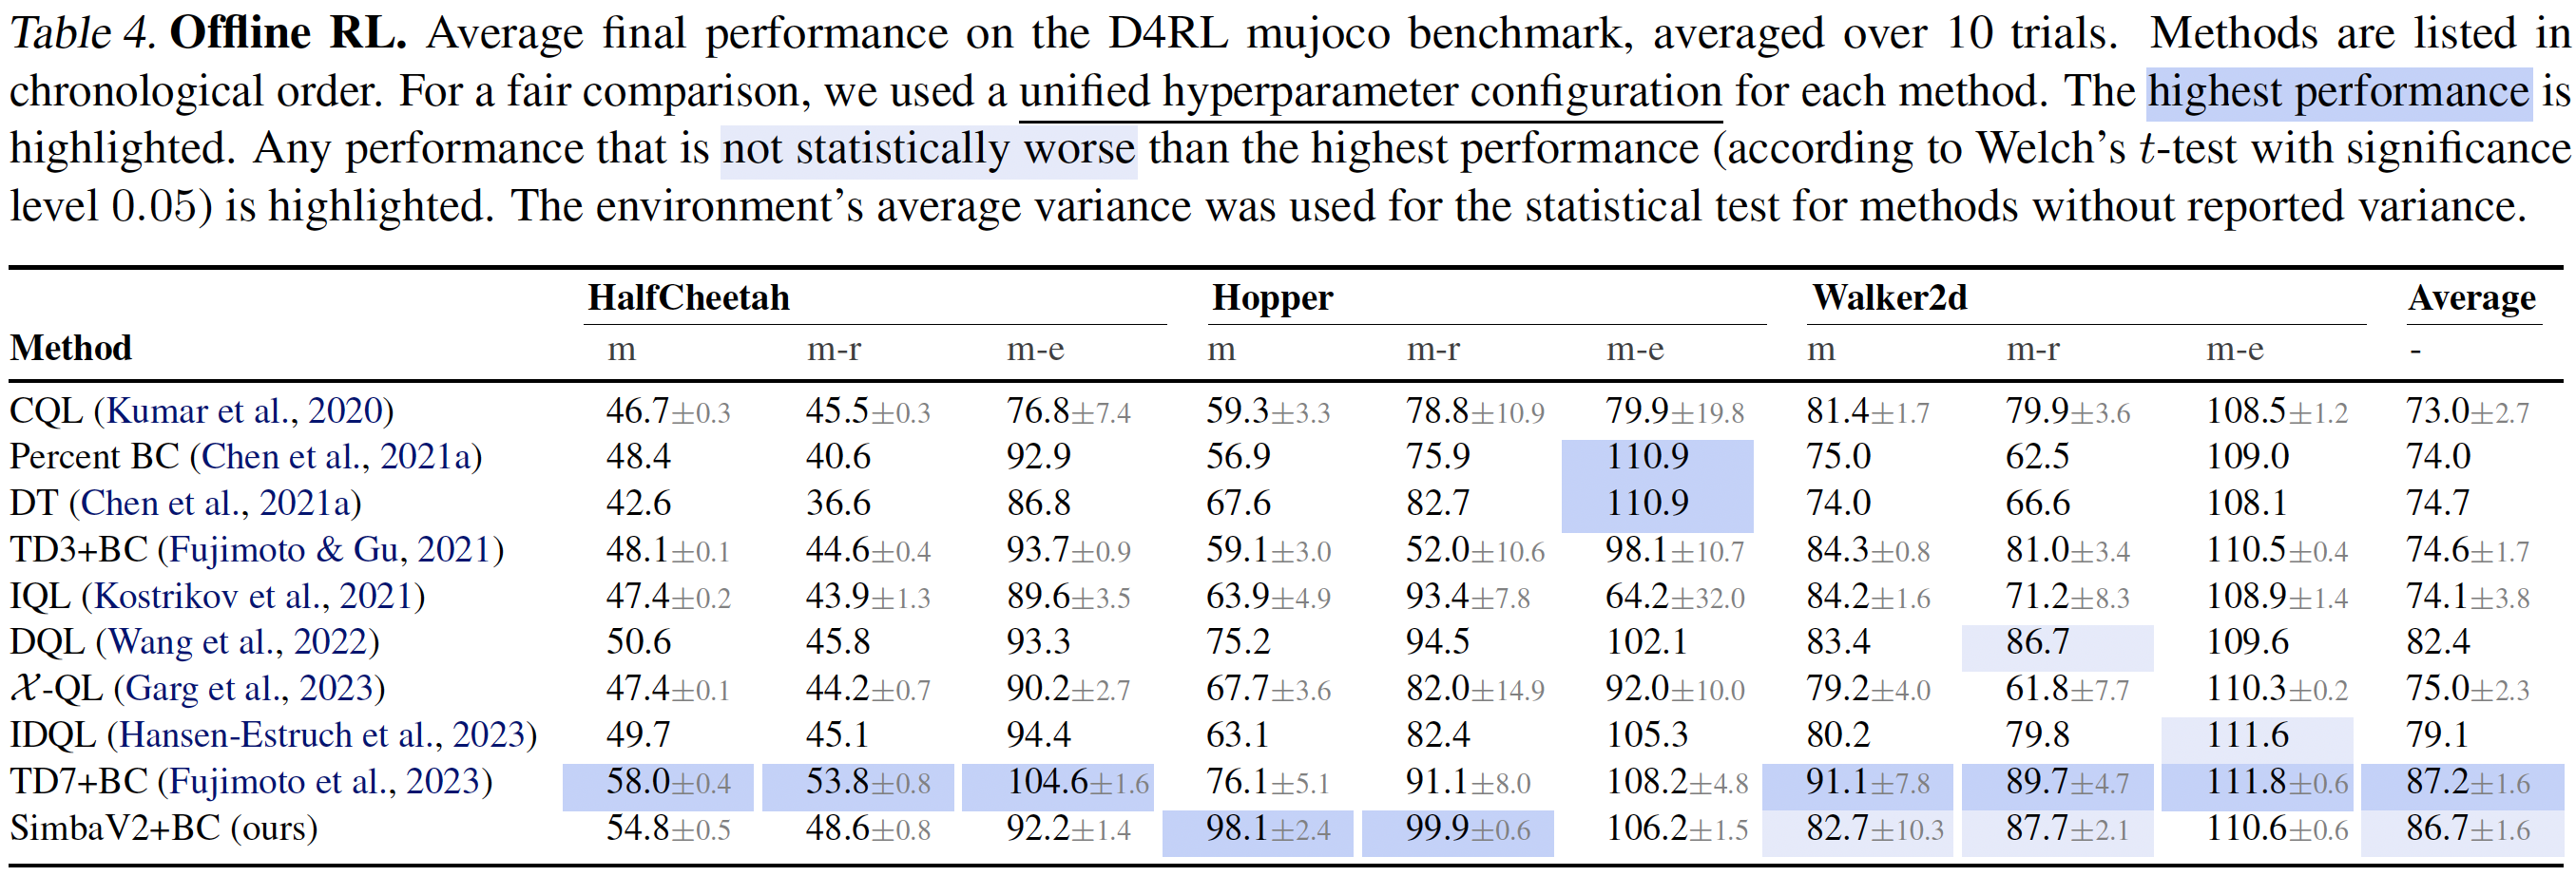 Table 4. Offline RL. Average final performance on the D4RL mujoco benchmark, averaged over 10 trials. Methods are listed in
chronological order. For a fair comparison, we used a unified hyperparameter configuration for each method. The highest performance is
highlighted. Any performance that is not statistically worse than the highest performance (according to Welch's t-test with significance
level 0.05) is highlighted. The environment's average variance was used for the statistical test for methods without reported variance.
HalfCheetah Hopper Walker2d Average
Method m m-r m-e m m-r m-e m m-r m-e -
CQL (Kumar et al., 2020) 46.7±0.3 45.5±0.3 76.8±7.4 59.3±3.3 78.8±10.9 79.9±19.8 81.4±1.7 79.9±3.6 108.5±1.2 73.0±2.7
Percent BC (Chen et al., 2021a) 48.4 40.6 92.9 56.9 75.9 110.9 75.0 62.5 109.0 74.0
DT (Chen et al., 2021a) 42.6 36.6 86.8 67.6 82.7 110.9 74.0 66.6 108.1 74.7
TD3+BC (Fujimoto & Gu, 2021) 48.1±0.1 44.6±0.4 93.7±0.9 59.1±3.0 52.0±10.6 98.1±10.7 84.3±0.8 81.0±3.4 110.5±0.4 74.6±1.7
IQL (Kostrikov et al., 2021) 47.4±0.2 43.9±1.3 89.6±3.5 63.9±4.9 93.4±7.8 64.2±32.0 84.2±1.6 71.2±8.3 108.9±1.4 74.1±3.8
DQL (Wang et al., 2022) 50.6 45.8 93.3 75.2 94.5 102.1 83.4 86.7 109.6 82.4
𝒳-QL (Garg et al., 2023) 47.4±0.1 44.2±0.7 90.2±2.7 67.7±3.6 82.0±14.9 92.0±10.0 79.2±4.0 61.8±7.7 110.3±0.2 75.0±2.3
IDQL (Hansen-Estruch et al., 2023) 49.7 45.1 94.4 63.1 82.4 105.3 80.2 79.8 111.6 79.1
TD7+BC (Fujimoto et al., 2023) 58.0±0.4 53.8±0.8 104.6±1.6 76.1±5.1 91.1±8.0 108.2±4.8 91.1±7.8 89.7±4.7 111.8±0.6 87.2±1.6
SimbaV2+BC (ours) 54.8±0.5 48.6±0.8 92.2±1.4 98.1±2.4 99.9±0.6 106.2±1.5 82.7±10.3 87.7±2.1 110.6±0.6 86.7±1.6